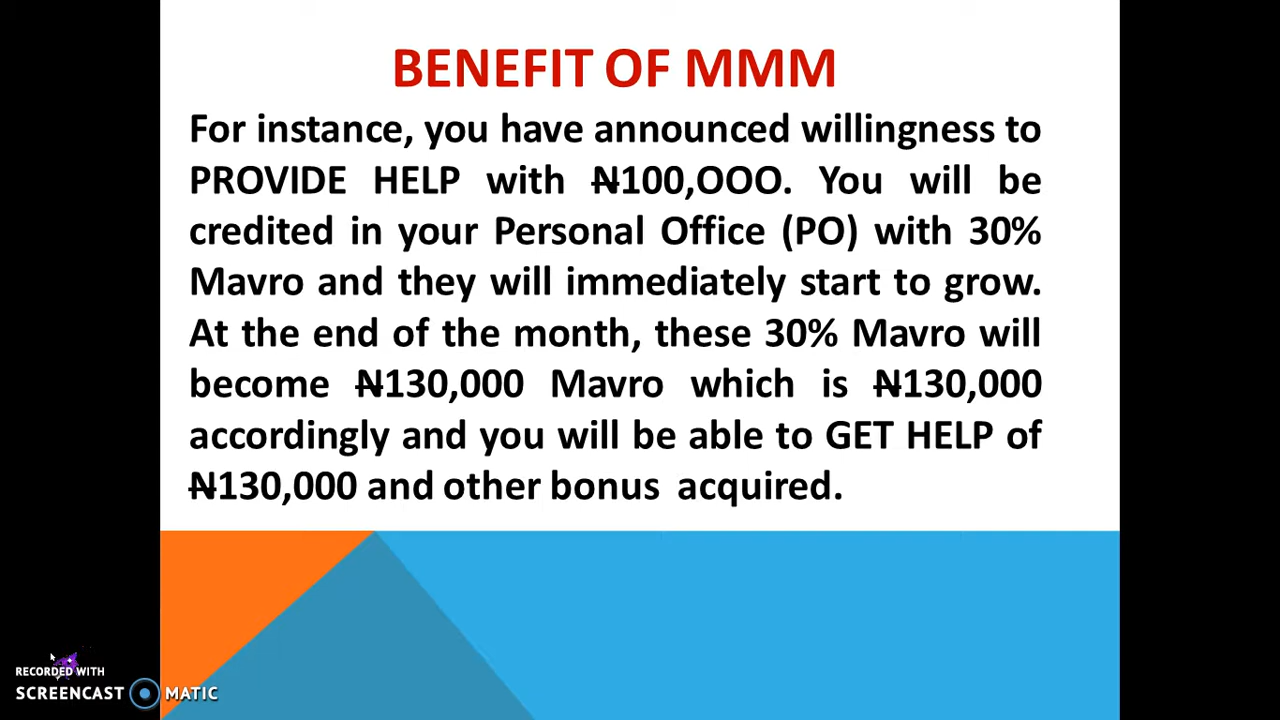 BENEFIT OF MMM
For instance, you have announced willingness to
PROVIDE HELP with ₦100,OOO. You will be
credited in your Personal Office (PO) with 30%
Mavro and they will immediately start to grow.
At the end of the month, these 30% Mavro will
become ₦130,000 Mavro which is ₦130,000
accordingly and you will be able to GET HELP of
₦130,000 and other bonus acquired.
RECORDED WITH
SCREENCAST MATIC